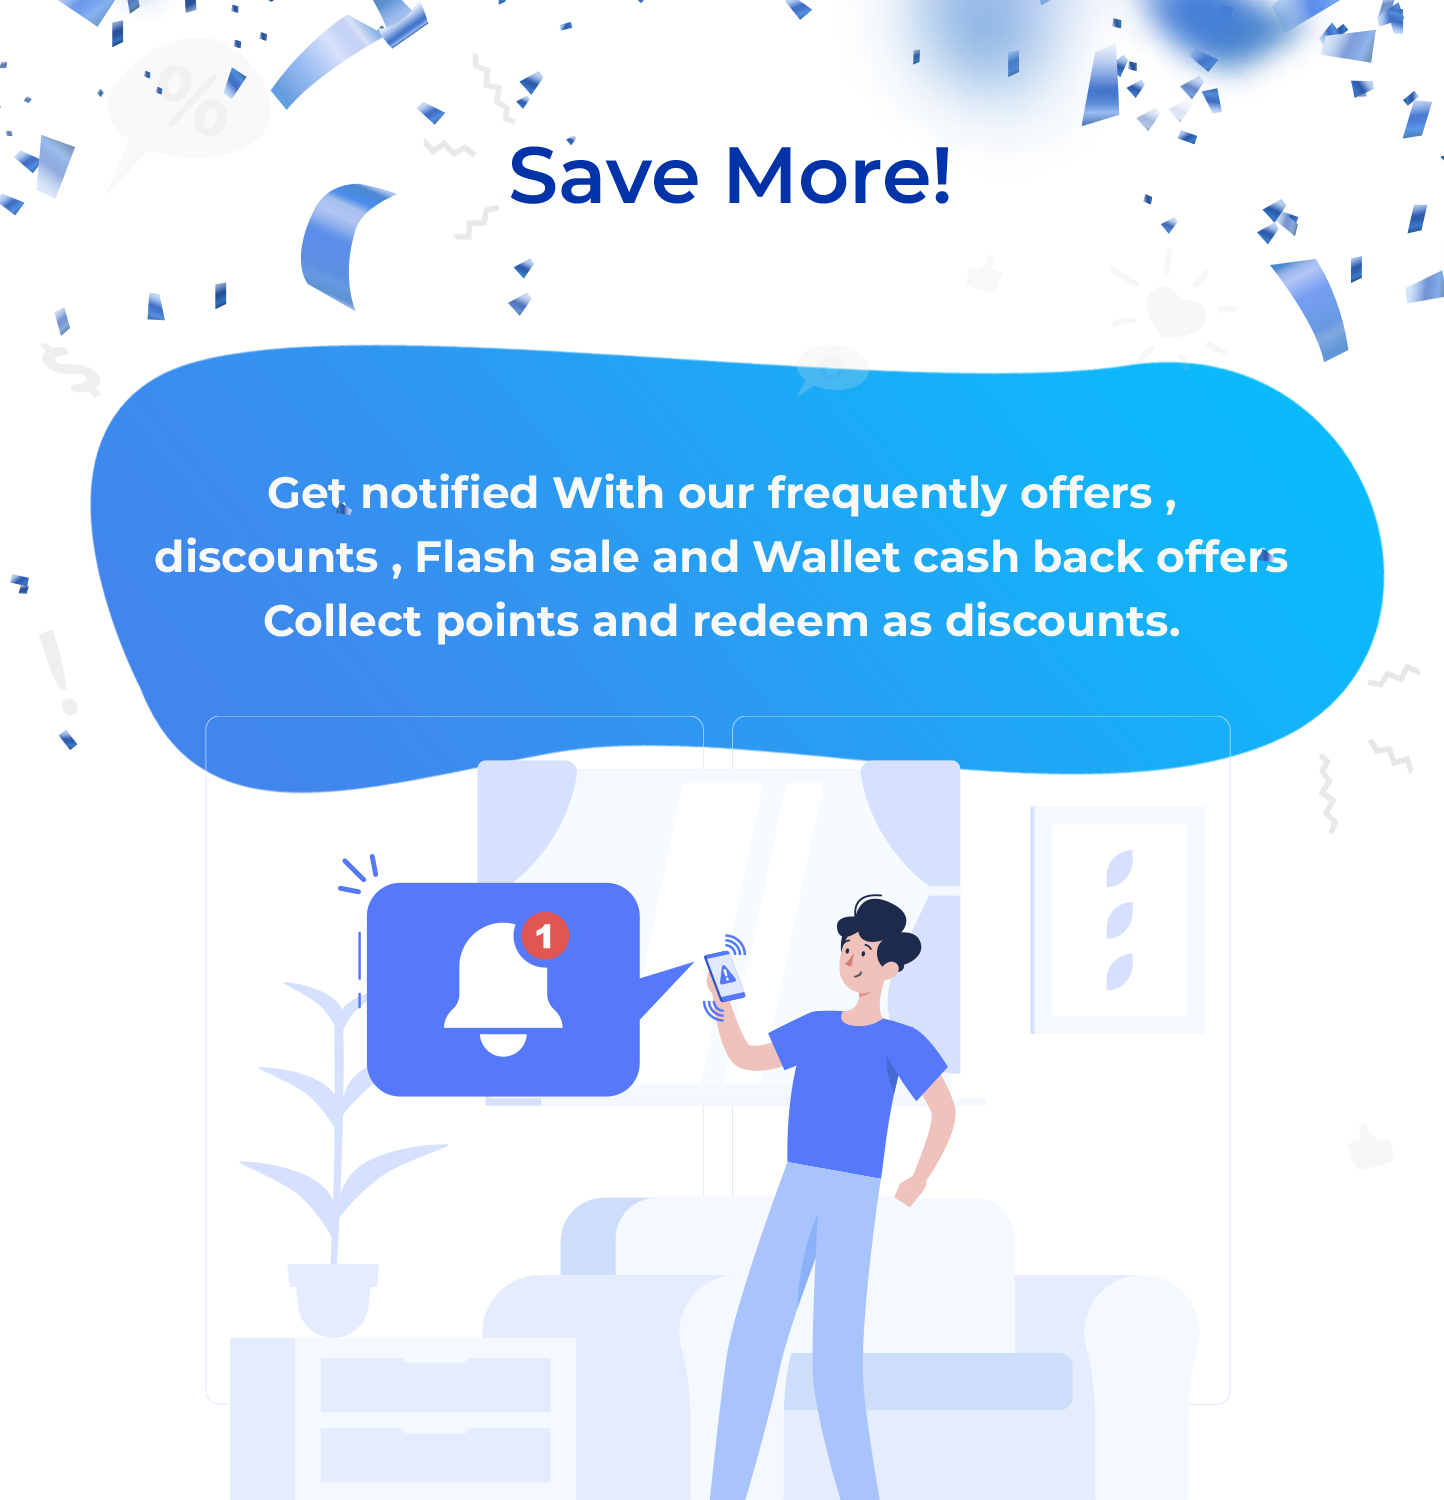 %
Save More!
$
Get notified With our frequently offers ,
discounts , Flash sale and Wallet cash back offers
Collect points and redeem as discounts.
!
1